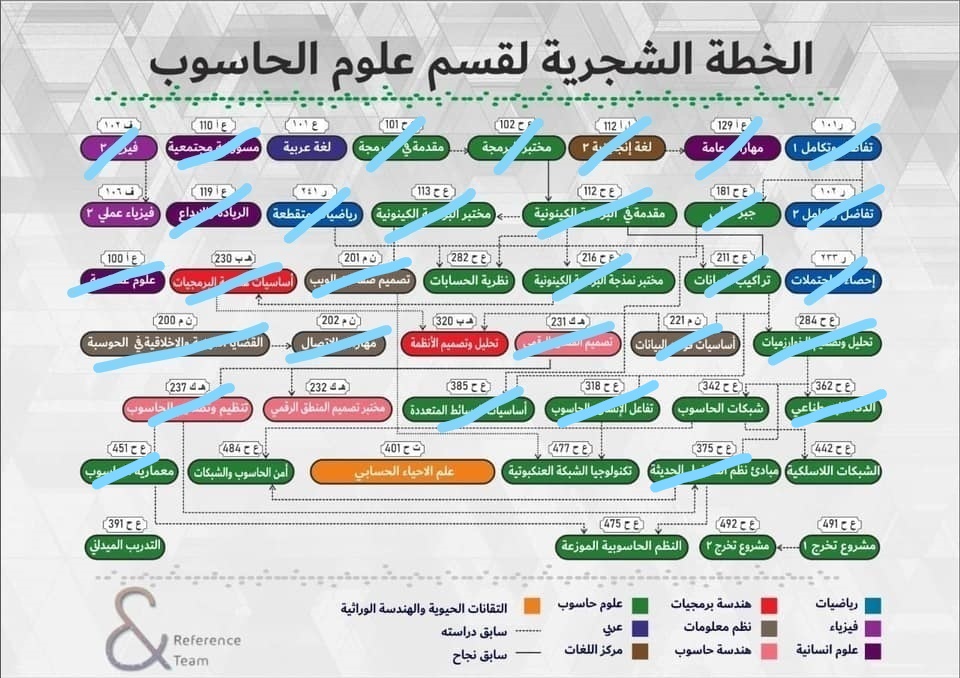 الخطة الشجرية لقسم علوم الحاسوب
ر ١٠١ ع أ 129 ل أ 112 ع ح 102 ع ح 101 ع ١٠١ ع أ 110 ف ١٠٢
تفاضل وتكامل ١ مهارات عامة لغة إنجليزية ٢ مختبر البرمجة مقدمة في البرمجة لغة عربية مسؤولية مجتمعية فيزياء ٢
ر ١٠٢ ع ح 181 ع ح 112 ع ح 113 ر ٢٤١ ع أ 119 ف ١٠٦
تفاضل وتكامل ٢ جبر خطي مقدمة في البرمجة الكينونية مختبر البرمجة الكينونية رياضيات متقطعة الريادة والابداع فيزياء عملي ٢
ر ٢٣٣ ع ح 211 ع ح 216 ع ح 282 ن م 201 هـ ب 230 ع أ 100
إحصاء واحتمالات تراكيب البيانات مختبر نمذجة البرمجة الكينونية نظرية الحسابات تصميم صفحات الويب أساسيات هندسة البرمجيات علوم
ع ح 284 ن م 221 هـ ك 231 هـ ب 320 ن م 202 ن م 200
تحليل وتصميم الخوارزميات أساسيات قواعد البيانات تصميم المنطق الرقمي تحليل وتصميم الأنظمة مهارات الاتصال القضايا القانونية والاخلاقية في الحوسبة
ع ح 362 ع ح 342 ع ح 318 ع ح 385 هـ ك 232 هـ ك 237
الذكاء الاصطناعي شبكات الحاسوب تفاعل الإنسان والحاسوب أساسيات الوسائط المتعددة مختبر تصميم المنطق الرقمي تنظيم وتصميم الحاسوب
ع ح 442 ع ح 375 ع ح 477 ت ح 401 ع ح 484 ع ح 451
الشبكات اللاسلكية مبادئ نظم التشغيل الحديثة تكنولوجيا الشبكة العنكبوتية علم الاحياء الحسابي أمن الحاسوب والشبكات معمارية الحاسوب
ع ح 491 ع ح 492 ع ح 475 ع ح 391
مشروع تخرج ١ مشروع تخرج ٢ النظم الحاسوبية الموزعة التدريب الميداني
رياضيات هندسة برمجيات علوم حاسوب التقانات الحيوية والهندسة الوراثية
فيزياء نظم معلومات عربي سابق دراسته
علوم انسانية هندسة حاسوب مركز اللغات سابق نجاح
& Reference
Team